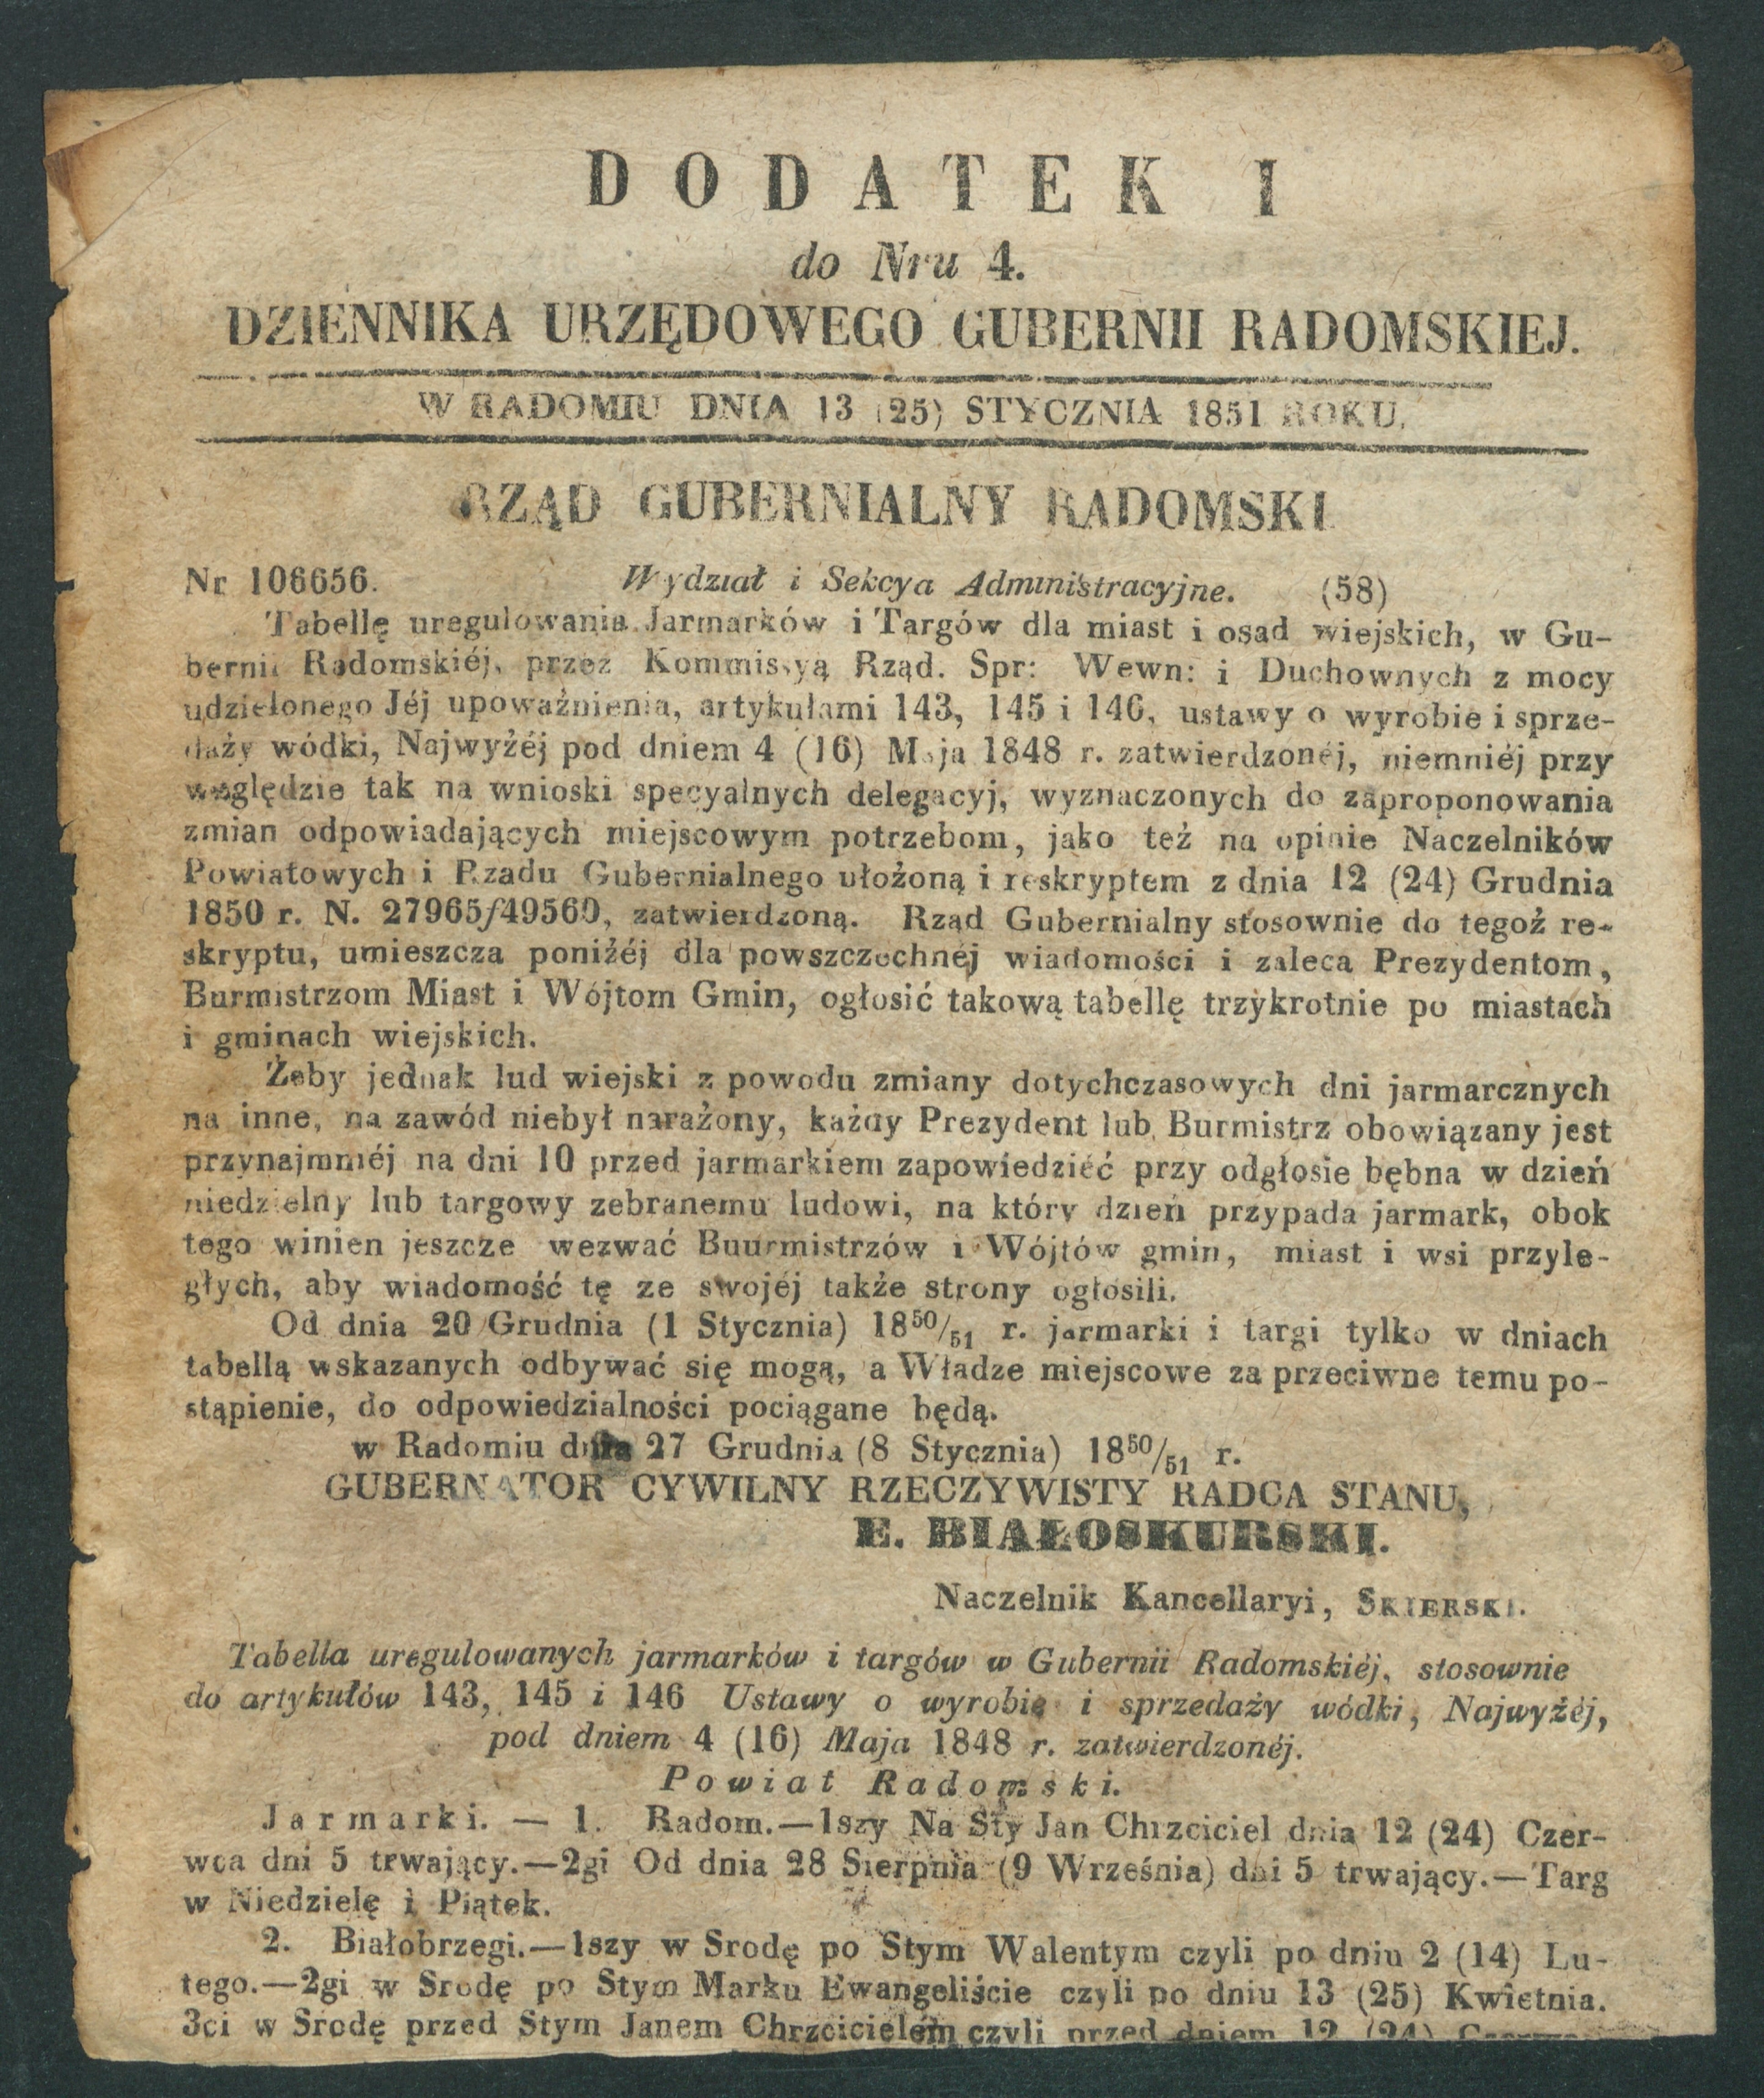 DODATEK I
do Nru 4.
DZIENNIKA URZĘDOWEGO GUBERNII RADOMSKIEJ.
W RADOMIU DNIA 13 (25) STYCZNIA 1851 ROKU.
RZĄD GUBERNIALNY RADOMSKI
Nr 106656. Wydział i Sekcya Administracyjne. (58)
Tabellę uregulowania Jarmarków i Targów dla miast i osad wiejskich, w Gu-
bernii Radomskiéj, przez Kommissyą Rząd. Spr: Wewn: i Duchownych z mocy
udzielonego Jéj upoważnienia, artykułami 143, 145 i 146, ustawy o wyrobie i sprze-
daży wódki, Najwyżéj pod dniem 4 (16) Maja 1848 r. zatwierdzonéj, niemniéj przy
względzie tak na wnioski specyalnych delegacyj, wyznaczonych do zaproponowania
zmian odpowiadających miejscowym potrzebom, jako też na opinie Naczelników
Powiatowych i Rządu Gubernialnego ułożoną i reskryptem z dnia 12 (24) Grudnia
1850 r. N. 27965/49560, zatwierdzoną. Rząd Gubernialny stosownie do tegoż re-
skryptu, umieszcza poniżéj dla powszczechnéj wiadomości i zaleca Prezydentom,
Burmistrzom Miast i Wójtom Gmin, ogłosić takową tabellę trzykrotnie po miastach
i gminach wiejskich.
Żeby jednak lud wiejski z powodu zmiany dotychczasowych dni jarmarcznych
na inne, na zawód niebył narażony, każdy Prezydent lub Burmistrz obowiązany jest
przynajmniéj na dni 10 przed jarmarkiem zapowiedzieć przy odgłosie bębna w dzień
niedzielny lub targowy zebranemu ludowi, na który dzień przypada jarmark, obok
tego winien jeszcze wezwać Buurmistrzów i Wójtów gmin, miast i wsi przyle-
głych, aby wiadomość tę ze swojéj także strony ogłosili.
Od dnia 20 Grudnia (1 Stycznia) 18⁵⁰/₅₁ r. jarmarki i targi tylko w dniach
tabellą wskazanych odbywać się mogą, a Władze miejscowe za przeciwne temu po-
stąpienie, do odpowiedzialności pociągane będą.
w Radomiu dnia 27 Grudnia (8 Stycznia) 18⁵⁰/₅₁ r.
GUBERNATOR CYWILNY RZECZYWISTY RADCA STANU,
E. BIAŁOSKURSKI.
Naczelnik Kancellaryi, SKIERSKI.
Tabella uregulowanych jarmarków i targów w Gubernii Radomskiéj, stosownie
do artykułów 143, 145 i 146 Ustawy o wyrobie i sprzedaży wódki, Najwyżéj,
pod dniem 4 (16) Maja 1848 r. zatwierdzonéj.
Powiat Radomski.
Jarmarki. — 1. Radom.—1szy Na Sty Jan Chrzciciel dnia 12 (24) Czer-
wca dni 5 trwający.—2gi Od dnia 28 Sierpnia (9 Września) dni 5 trwający.—Targ
w Niedzielę i Piątek.
2. Białobrzegi.—1szy w Srodę po Stym Walentym czyli po dniu 2 (14) Lu-
tego.—2gi w Srodę po Stym Marku Ewangeliście czyli po dniu 13 (25) Kwietnia.
3ci w Srodę przed Stym Janem Chrzcicielem czyli przed dniem 12 (24)